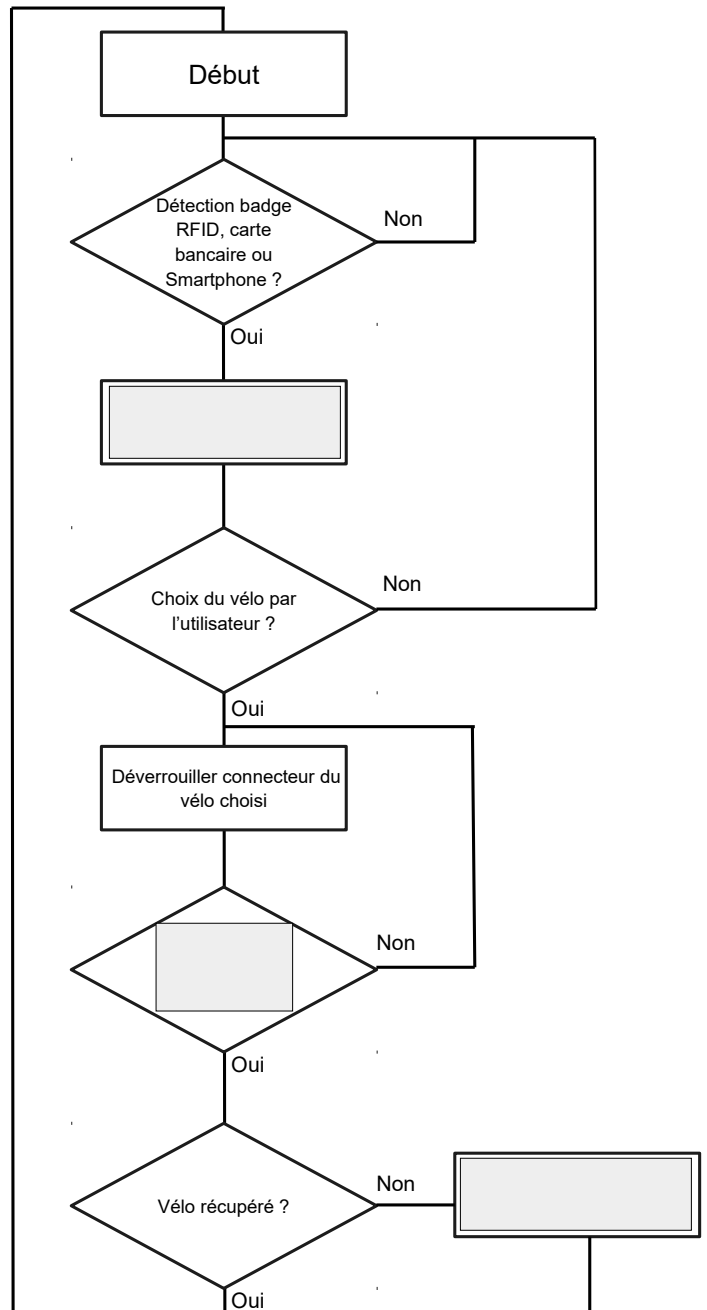 Début
Détection badge
RFID, carte
bancaire ou
Smartphone ?
Non
Oui
Choix du vélo par
l'utilisateur ?
Non
Oui
Déverrouiller connecteur du
vélo choisi
Non
Oui
Vélo récupéré ?
Non
Oui